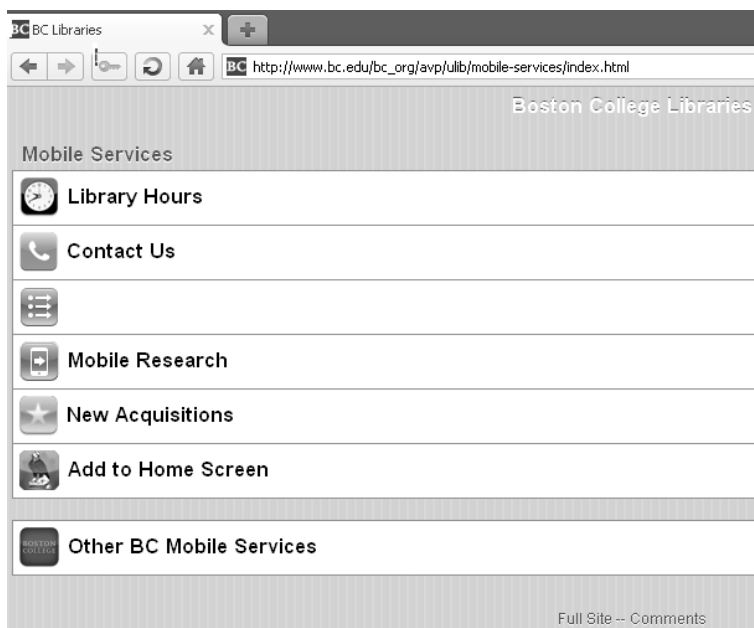 BC BC Libraries
BC http://www.bc.edu/bc_org/avp/ulib/mobile-services/index.html
Boston College Libraries
Mobile Services
Library Hours
Contact Us
Mobile Research
New Acquisitions
Add to Home Screen
BOSTON
COLLEGE
Other BC Mobile Services
Full Site -- Comments